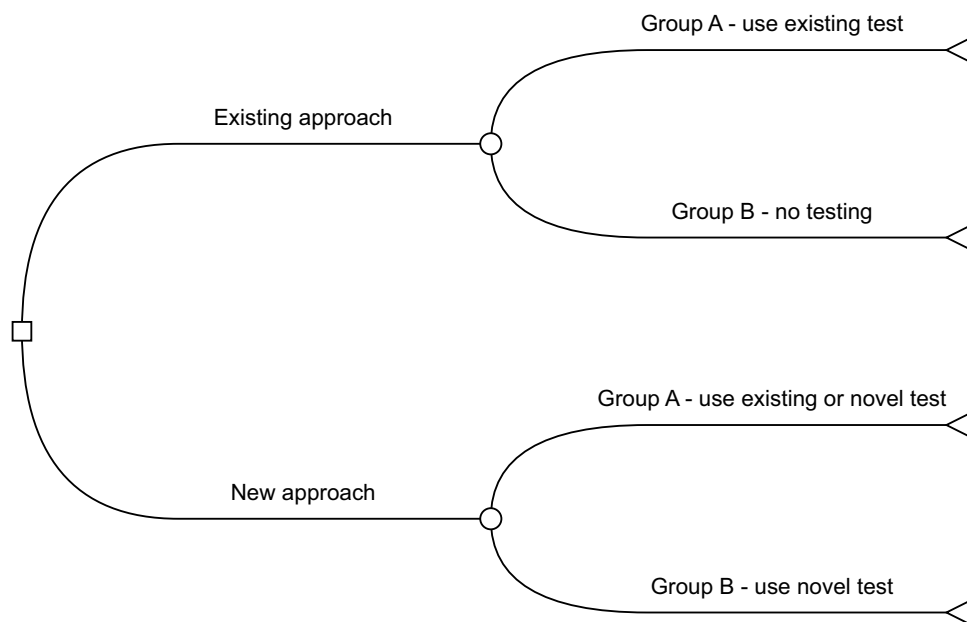 Group A - use existing test
Existing approach
Group B - no testing
Group A - use existing or novel test
New approach
Group B - use novel test